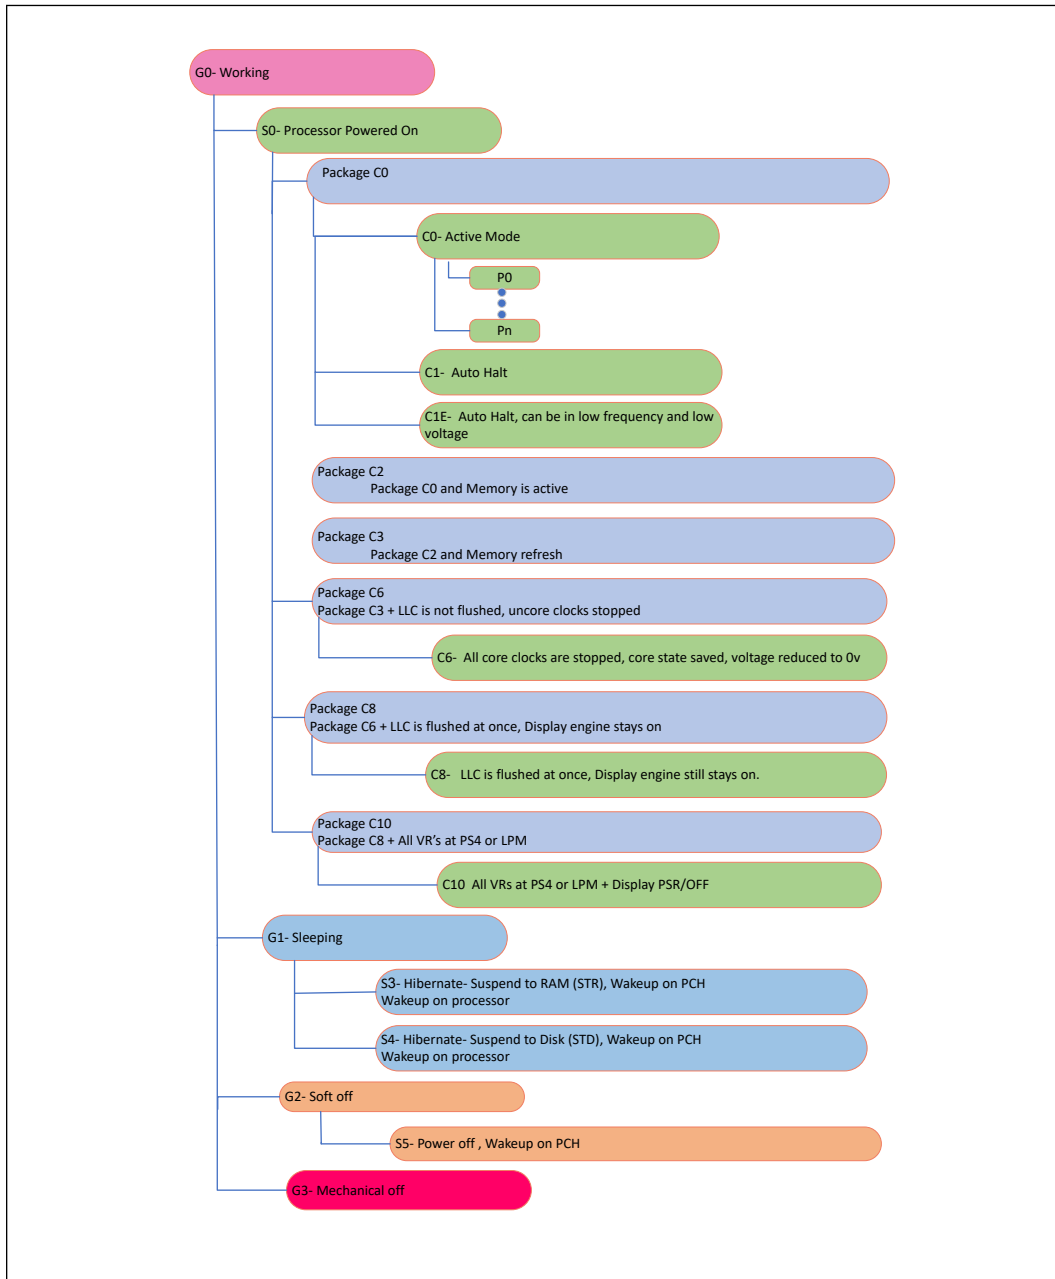 G0- Working
S0- Processor Powered On
Package C0
C0- Active Mode
P0
Pn
C1-  Auto Halt
C1E-  Auto Halt, can be in low frequency and low
voltage
Package C2
Package C0 and Memory is active
Package C3
Package C2 and Memory refresh
Package C6
Package C3 + LLC is not flushed, uncore clocks stopped
C6-  All core clocks are stopped, core state saved, voltage reduced to 0v
Package C8
Package C6 + LLC is flushed at once, Display engine stays on
C8-   LLC is flushed at once, Display engine still stays on.
Package C10
Package C8 + All VR’s at PS4 or LPM
C10  All VRs at PS4 or LPM + Display PSR/OFF
G1- Sleeping
S3- Hibernate- Suspend to RAM (STR), Wakeup on PCH
Wakeup on processor
S4- Hibernate- Suspend to Disk (STD), Wakeup on PCH
Wakeup on processor
G2- Soft off
S5- Power off , Wakeup on PCH
G3- Mechanical off